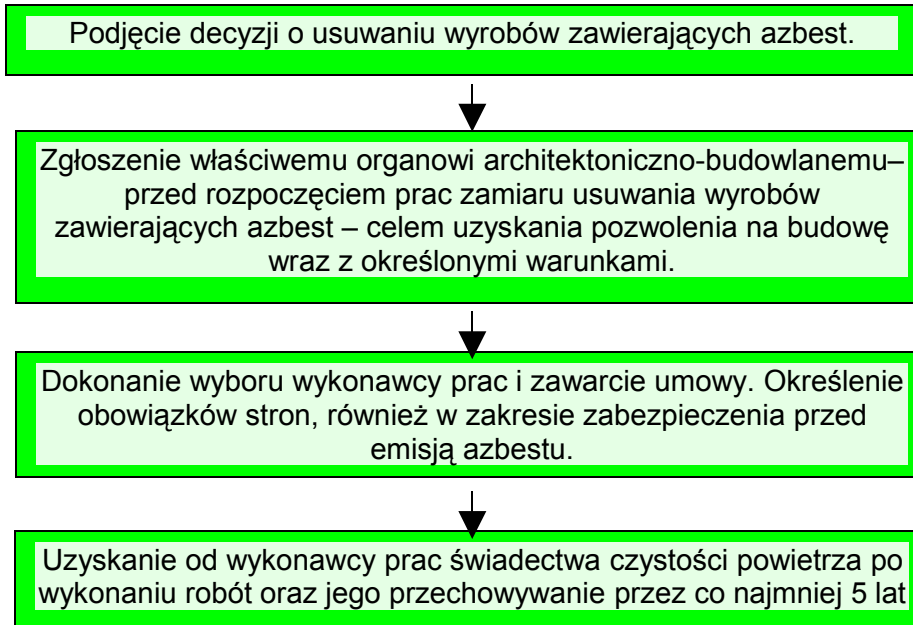 Podjęcie decyzji o usuwaniu wyrobów zawierających azbest.
Zgłoszenie właściwemu organowi architektoniczno-budowlanemu–
przed rozpoczęciem prac zamiaru usuwania wyrobów
zawierających azbest – celem uzyskania pozwolenia na budowę
wraz z określonymi warunkami.
Dokonanie wyboru wykonawcy prac i zawarcie umowy. Określenie
obowiązków stron, również w zakresie zabezpieczenia przed
emisją azbestu.
Uzyskanie od wykonawcy prac świadectwa czystości powietrza po
wykonaniu robót oraz jego przechowywanie przez co najmniej 5 lat